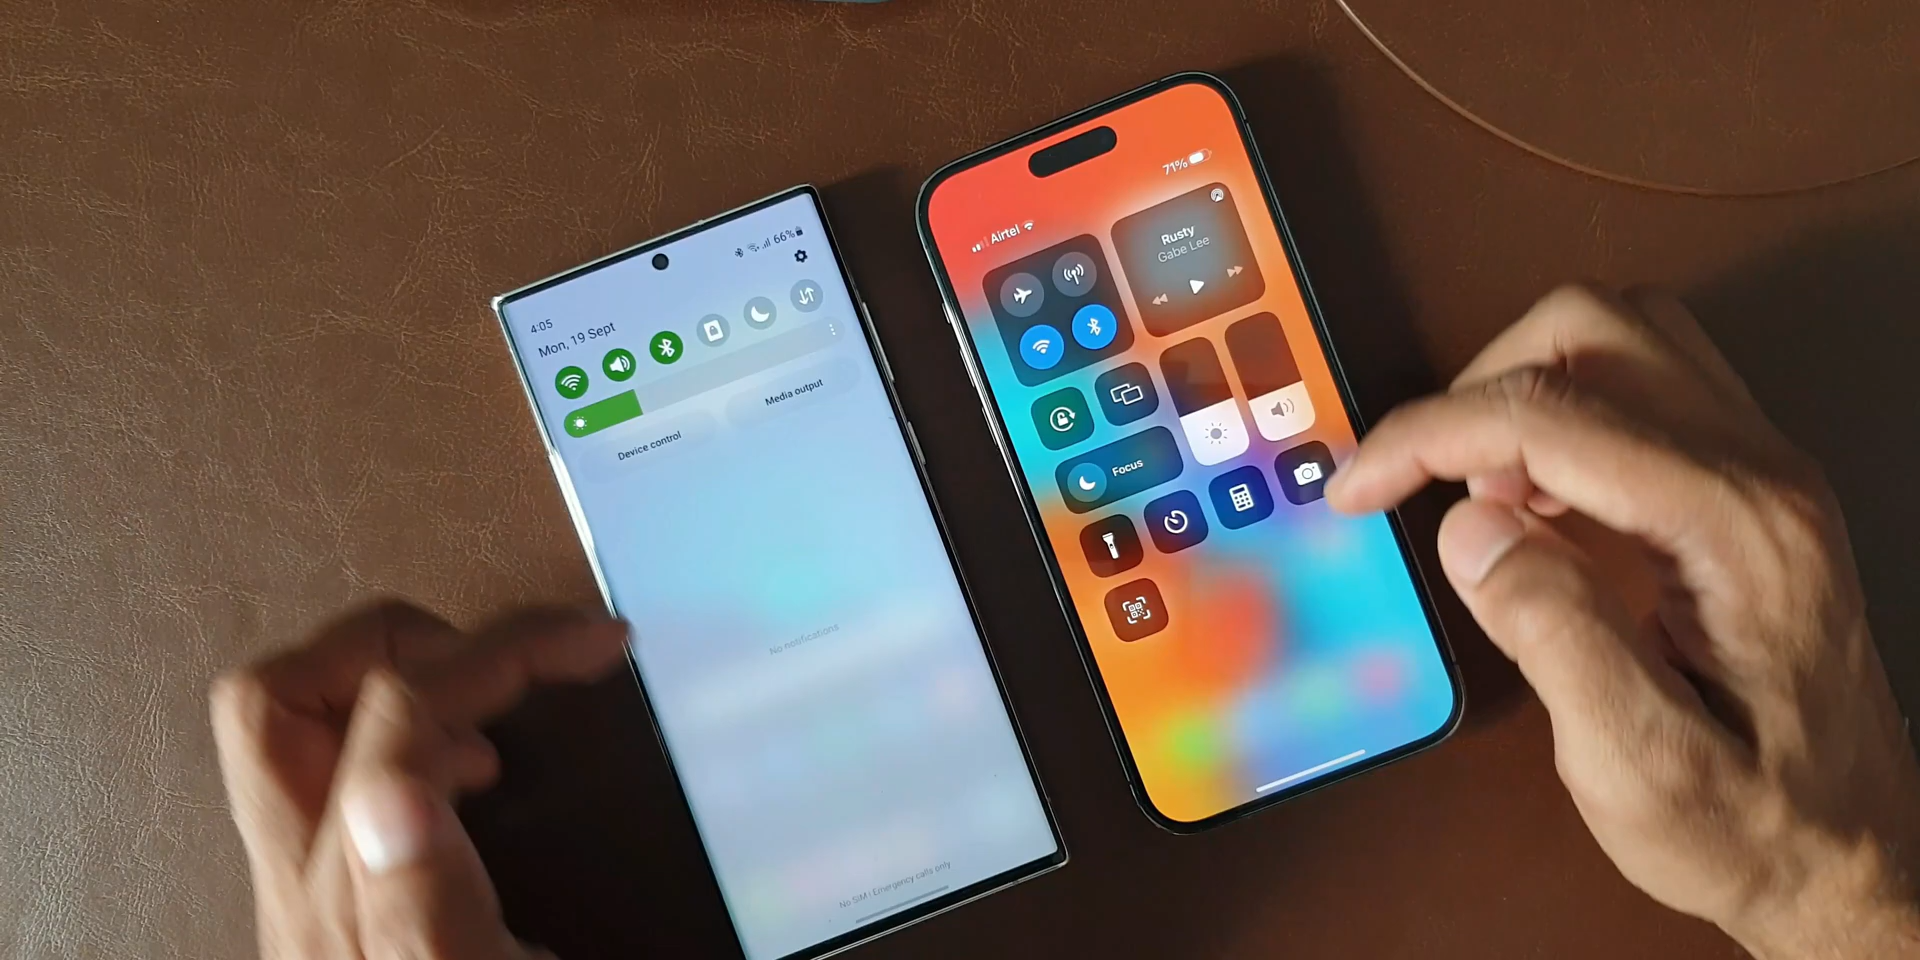 66%
4:05
Mon, 19 Sept
Device control
Media output
No notifications
No SIM | Emergency calls only
71%
Airtel
Rusty
Gabe Lee
Focus